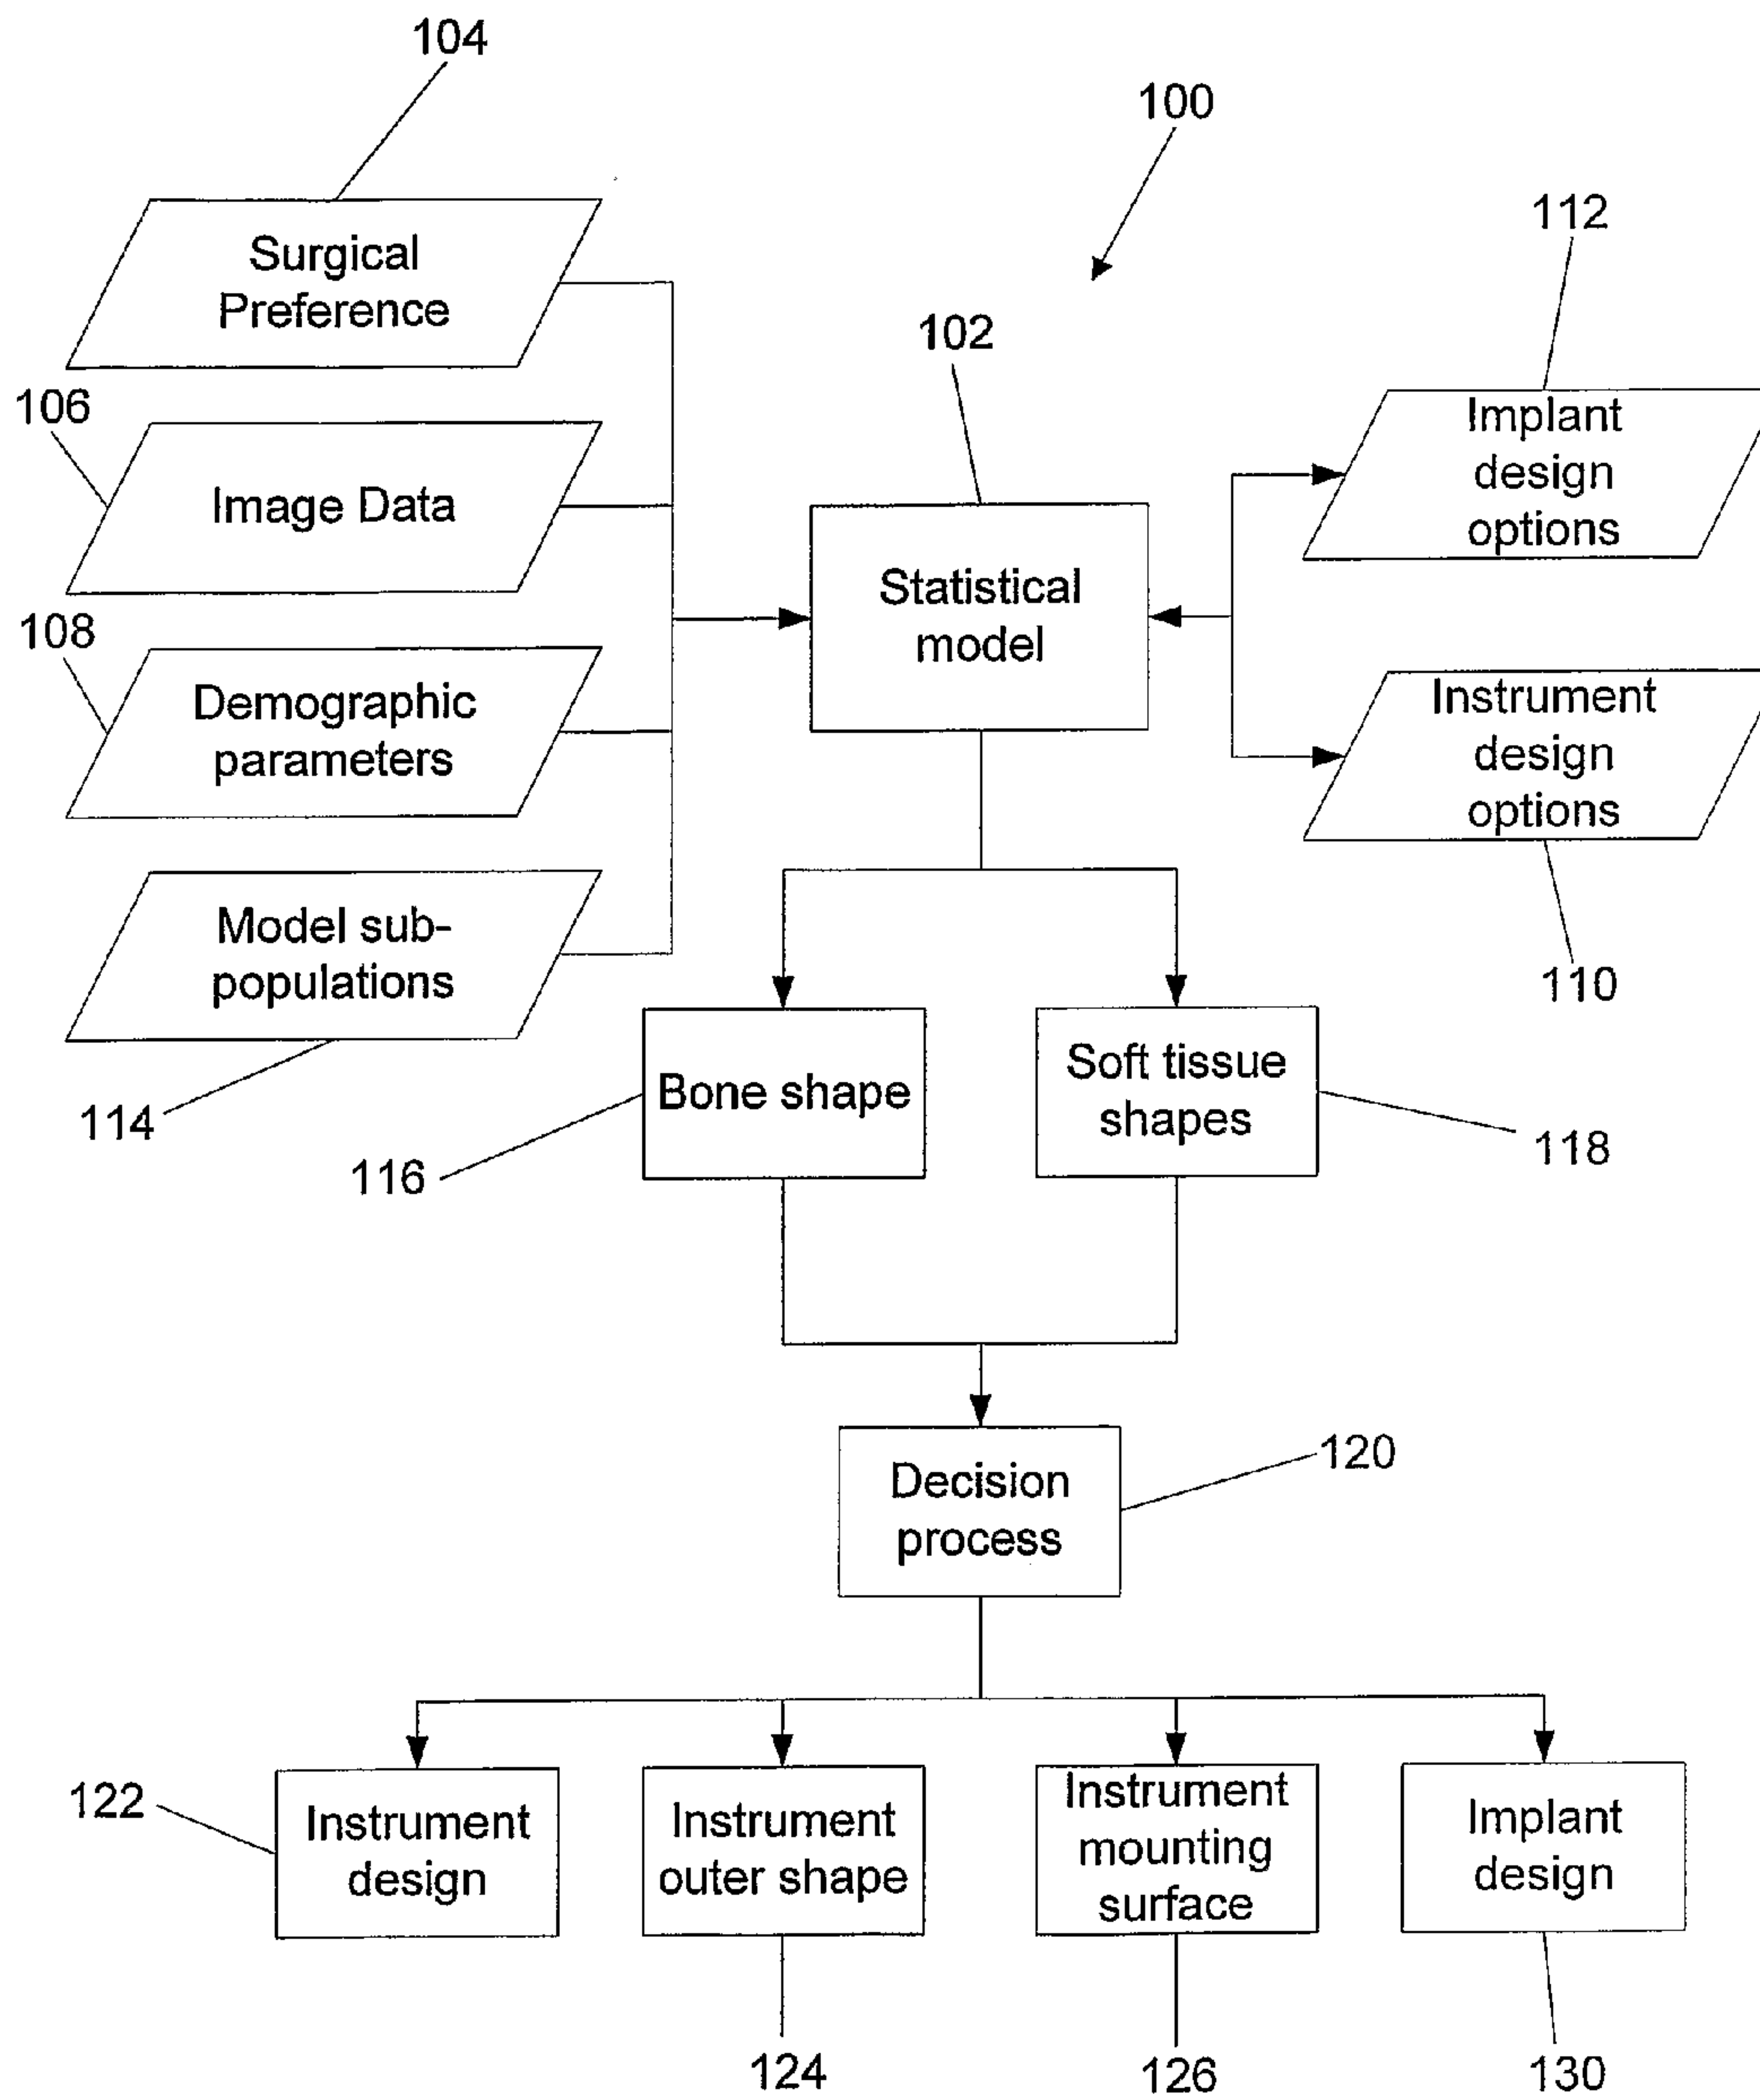 104
100
Surgical
Preference
112
102
Implant
design
options
106
Image Data
Statistical
model
108
Demographic
parameters
Instrument
design
options
Model sub-
populations
110
114
Bone shape
Soft tissue
shapes
116
118
Decision
process
120
122
Instrument
design
Instrument
outer shape
Instrument
mounting
surface
Implant
design
124
126
130